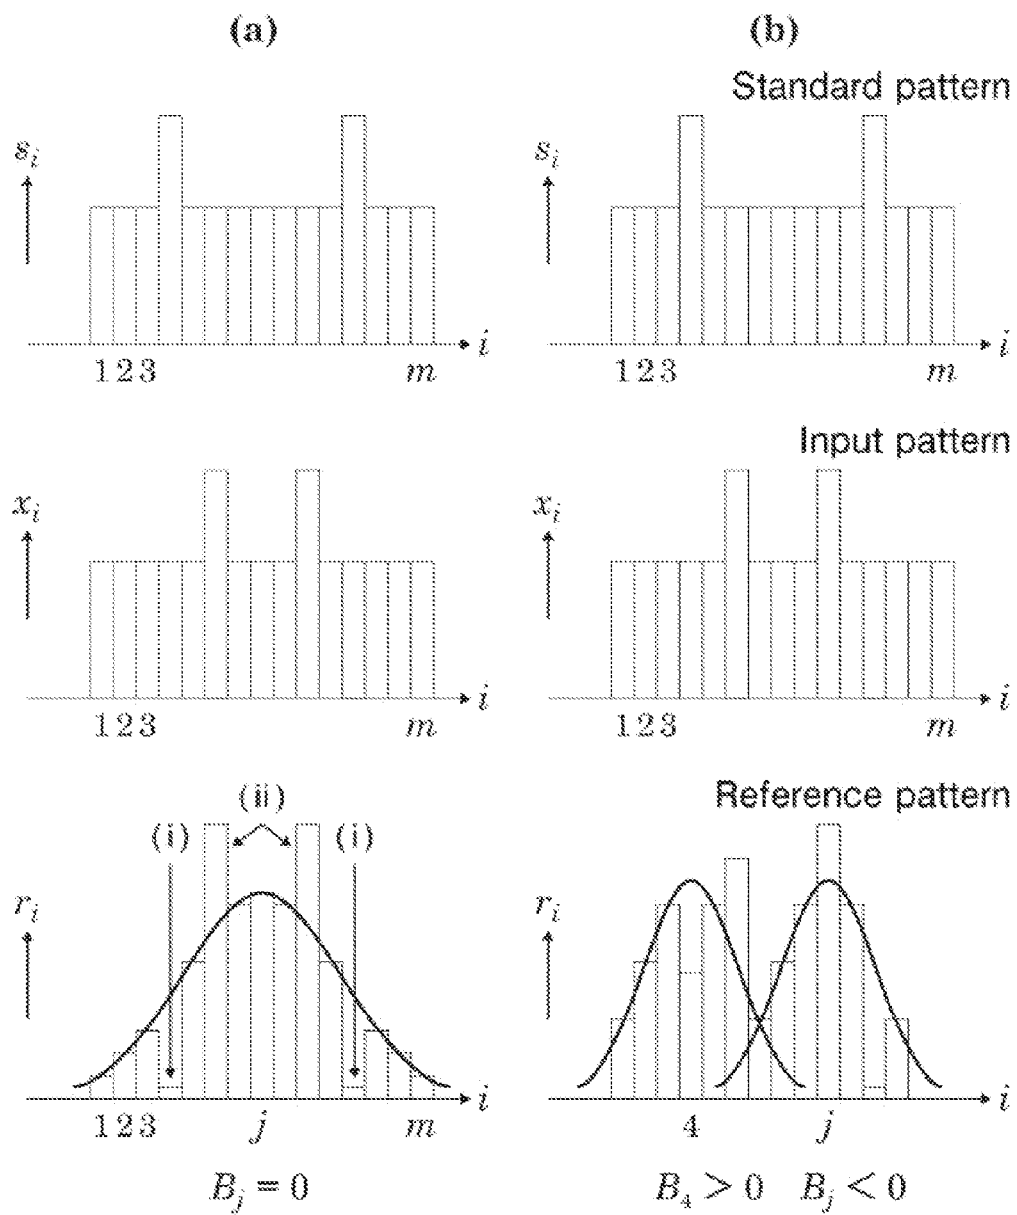 (a) (b)
Standard pattern
s_i s_i
i i
1 2 3 m 1 2 3 m
Input pattern
x_i x_i
i i
1 2 3 m 1 2 3 m
(ii) Reference pattern
(i) (i)
r_i r_i
i i
1 2 3 j m 4 j
B_j = 0 B_4 > 0 B_j < 0